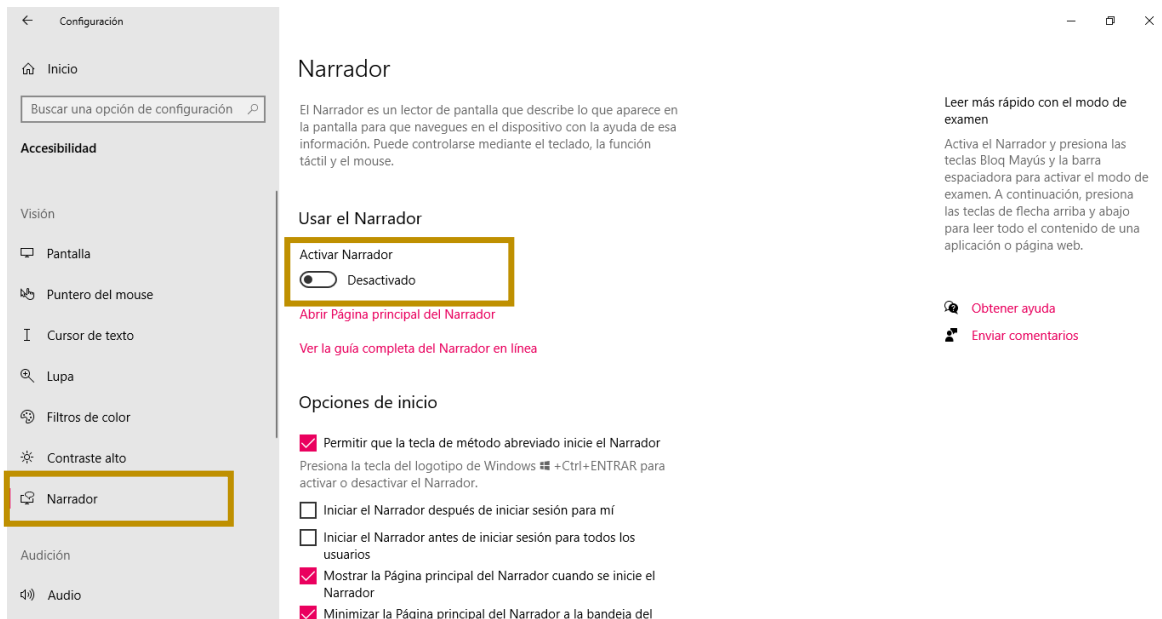 Configuración
Inicio
Buscar una opción de configuración
Accesibilidad
Visión
Pantalla
Puntero del mouse
Cursor de texto
Lupa
Filtros de color
Contraste alto
Narrador
Audición
Audio
Narrador
El Narrador es un lector de pantalla que describe lo que aparece en
la pantalla para que navegues en el dispositivo con la ayuda de esa
información. Puede controlarse mediante el teclado, la función
táctil y el mouse.
Usar el Narrador
Activar Narrador
Desactivado
Abrir Página principal del Narrador
Ver la guía completa del Narrador en línea
Opciones de inicio
Permitir que la tecla de método abreviado inicie el Narrador
Presiona la tecla del logotipo de Windows +Ctrl+ENTRAR para
activar o desactivar el Narrador.
Iniciar el Narrador después de iniciar sesión para mí
Iniciar el Narrador antes de iniciar sesión para todos los
usuarios
Mostrar la Página principal del Narrador cuando se inicie el
Narrador
Minimizar la Página principal del Narrador a la bandeja del
Leer más rápido con el modo de
examen
Activa el Narrador y presiona las
teclas Bloq Mayús y la barra
espaciadora para activar el modo de
examen. A continuación, presiona
las teclas de flecha arriba y abajo
para leer todo el contenido de una
aplicación o página web.
Obtener ayuda
Enviar comentarios